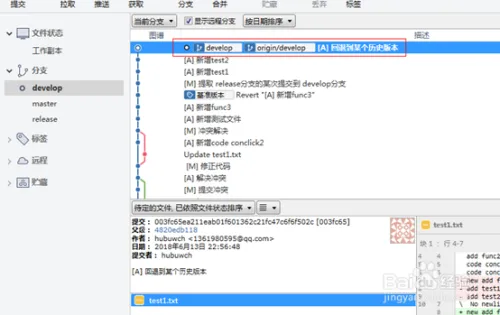 提交 推送 获取 分支 合并 贮藏 丢弃 标签
文件状态
工作副本
分支
develop
master
release
标签
远程
贮藏
当前分支 显示远程分支 按日期排序
图谱 描述
develop origin/develop [A] 回退到某个历史版本
[A] 新增test2
[A] 新增test1
[M] 提取 release分支的某次提交到 develop分支
基准版本 Revert "[A] 新增func3"
[A] 新增func3
[A] 新增测试文件
[M] 冲突解决
[A] 新增code conclick2
Update test1.txt
[M] 修正代码
[A] 解决冲突
[M] 提交冲突
待定的文件, 已依照文件状态排序
提交: 003fc65ea211eab01f601362c21fc47c6f6f502c [003fc65]
父级: 4820edb118
作者: hubuwch <1361980595@qq.com>
日期: 2018年6月13日 22:56:48
提交者: hubuwch
[A] 回退到某个历史版本
test1.txt
test1.txt
块 1: 行 4-7
4 4 add func2
5 5 code conc
6 6 code conc
7 - new add f
- add test1
- add test2
\ No newli
7 + new add f
Baidu 经验
jingyan